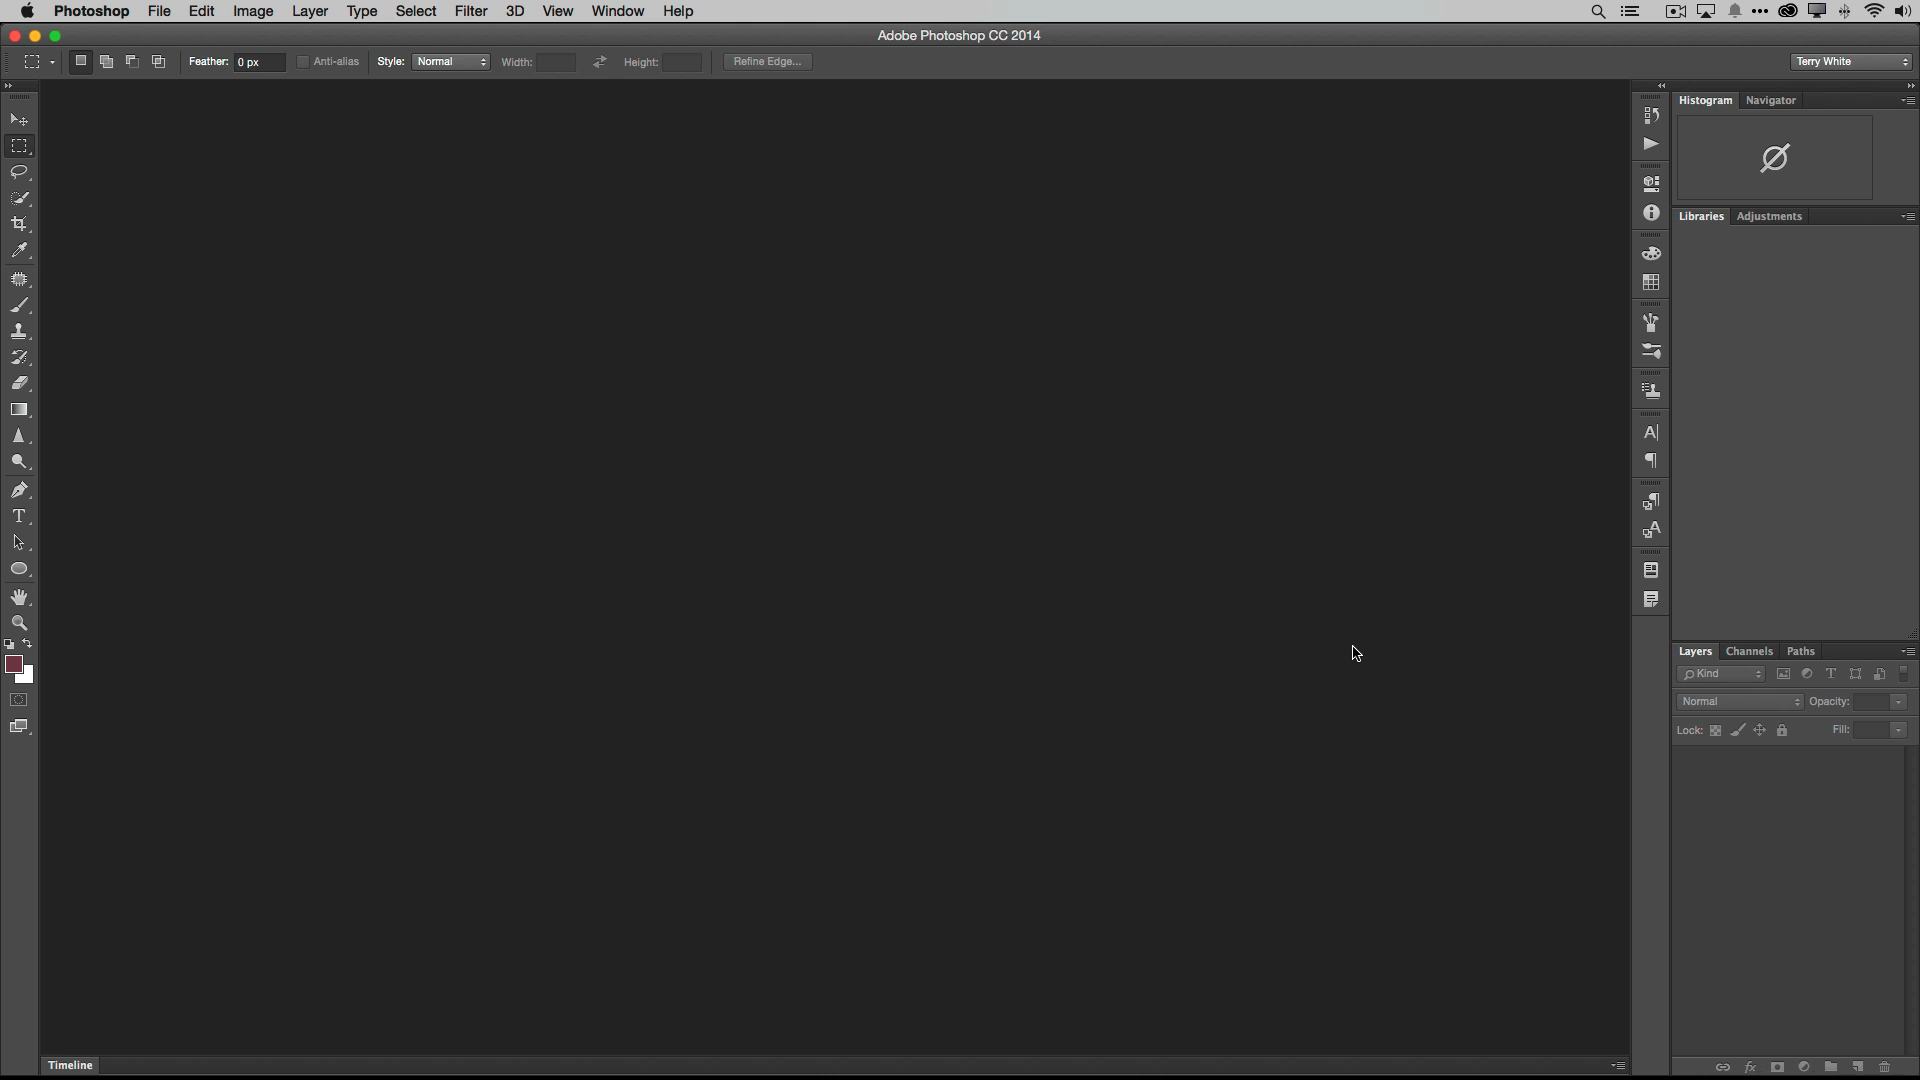 Photoshop File Edit Image Layer Type Select Filter 3D View Window Help
Adobe Photoshop CC 2014
Feather: 0 px Anti-alias Style: Normal Width: Height: Refine Edge... Terry White
Histogram Navigator
Libraries Adjustments
Layers Channels Paths
Kind
Normal Opacity:
Lock: Fill:
Timeline